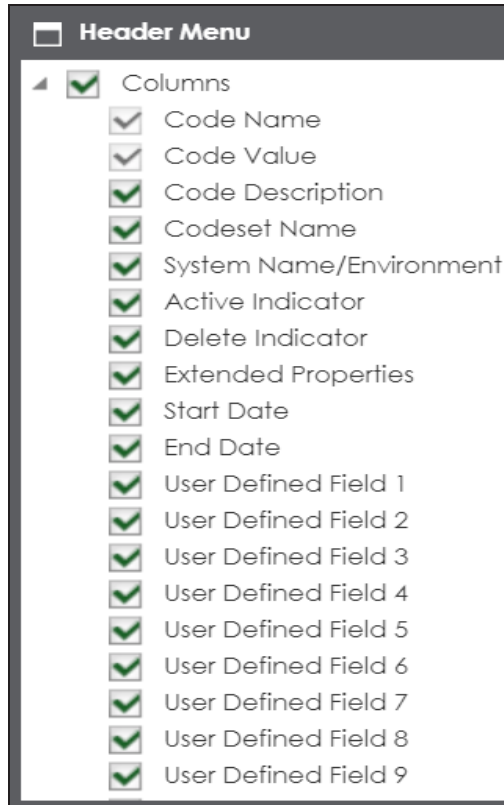 Header Menu
Columns
Code Name
Code Value
Code Description
Codeset Name
System Name/Environment
Active Indicator
Delete Indicator
Extended Properties
Start Date
End Date
User Defined Field 1
User Defined Field 2
User Defined Field 3
User Defined Field 4
User Defined Field 5
User Defined Field 6
User Defined Field 7
User Defined Field 8
User Defined Field 9